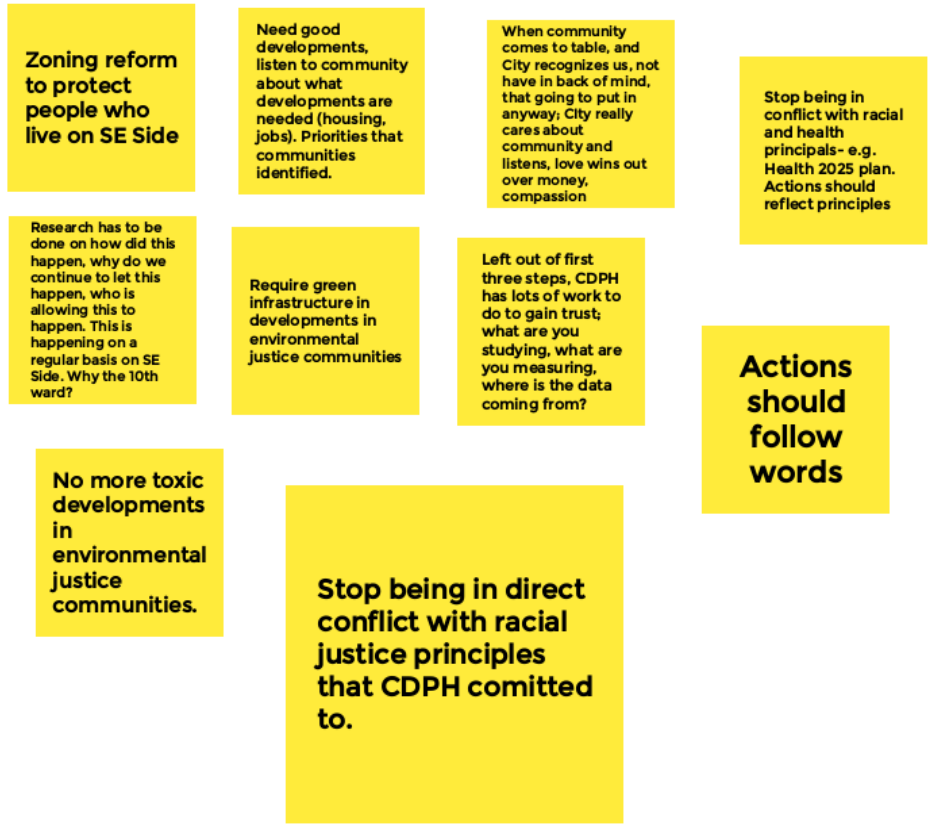 Zoning reform
to protect
people who
live on SE Side
Need good
developments,
listen to community
about what
developments are
needed (housing,
jobs). Priorities that
communities
identified.
When community
comes to table, and
City recognizes us, not
have in back of mind,
that going to put in
anyway; CIty really
cares about
community and
listens, love wins out
over money,
compassion
Stop being in
conflict with racial
and health
principals- e.g.
Health 2025 plan.
Actions should
reflect principles
Research has to be
done on how did this
happen, why do we
continue to let this
happen, who is
allowing this to
happen. This is
happening on a
regular basis on SE
Side. Why the 10th
ward?
Require green
infrastructure in
developments in
environmental
justice communities
Left out of first
three steps, CDPH
has lots of work to
do to gain trust;
what are you
studying, what are
you measuring,
where is the data
coming from?
Actions
should
follow
words
No more toxic
developments
in
environmental
justice
communities.
Stop being in direct
conflict with racial
justice principles
that CDPH comitted
to.